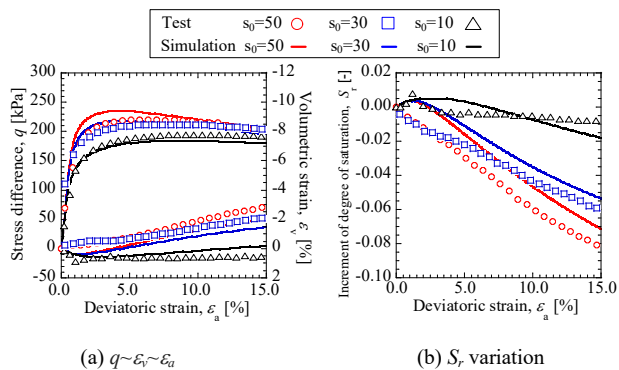 Test s₀=50 s₀=30 s₀=10
Simulation s₀=50 s₀=30 s₀=10
300
250
200
150
100
50
0
-50
Stress difference, q [kPa]
-12
-10
-8
-6
-4
-2
0
2
Volumetric strain, εv [%]
0.0 5.0 10.0 15.0
Deviatoric strain, εa [%]
0.02
0.00
-0.02
-0.04
-0.06
-0.08
-0.10
Increment of degree of saturation, Sr [-]
0.0 5.0 10.0 15.0
Deviatoric strain, εa [%]
(a) q~εv~εa
(b) Sr variation